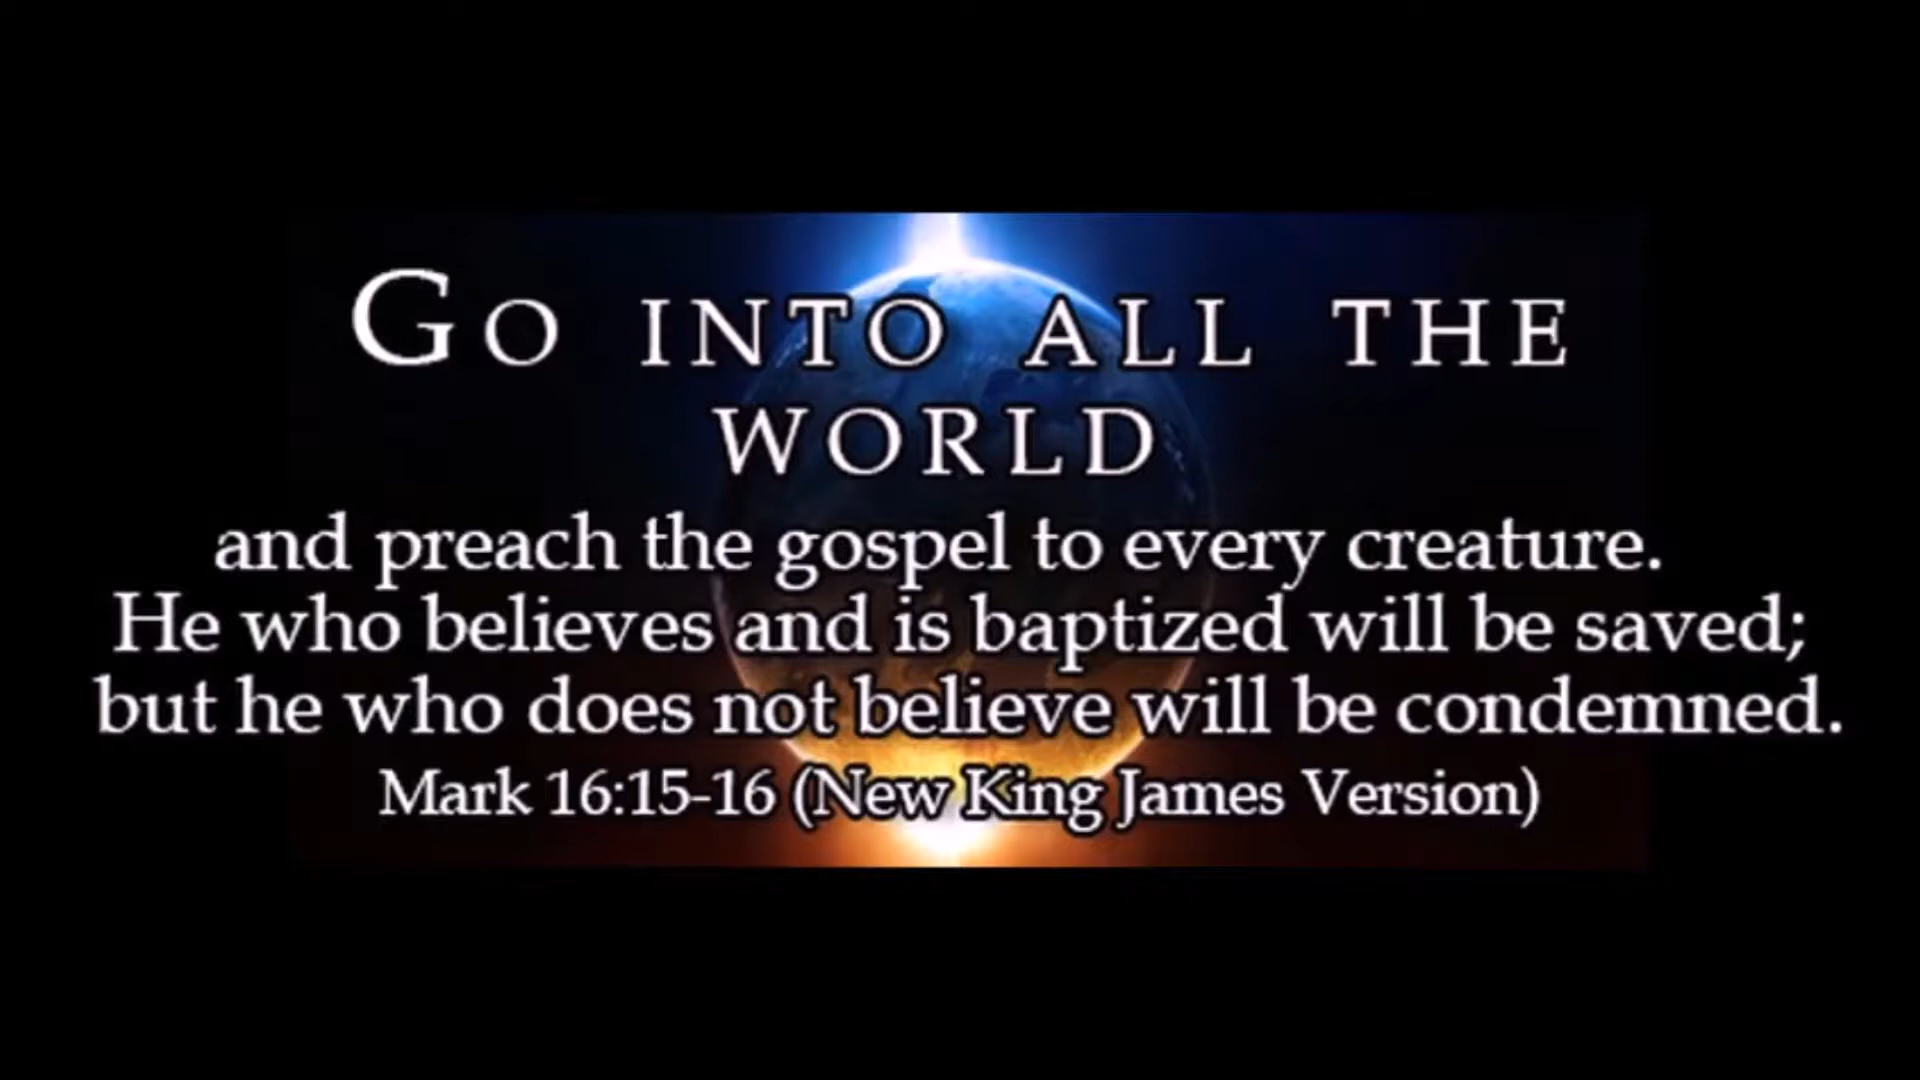 GO INTO ALL THE
WORLD
and preach the gospel to every creature.
He who believes and is baptized will be saved;
but he who does not believe will be condemned.
Mark 16:15-16 (New King James Version)